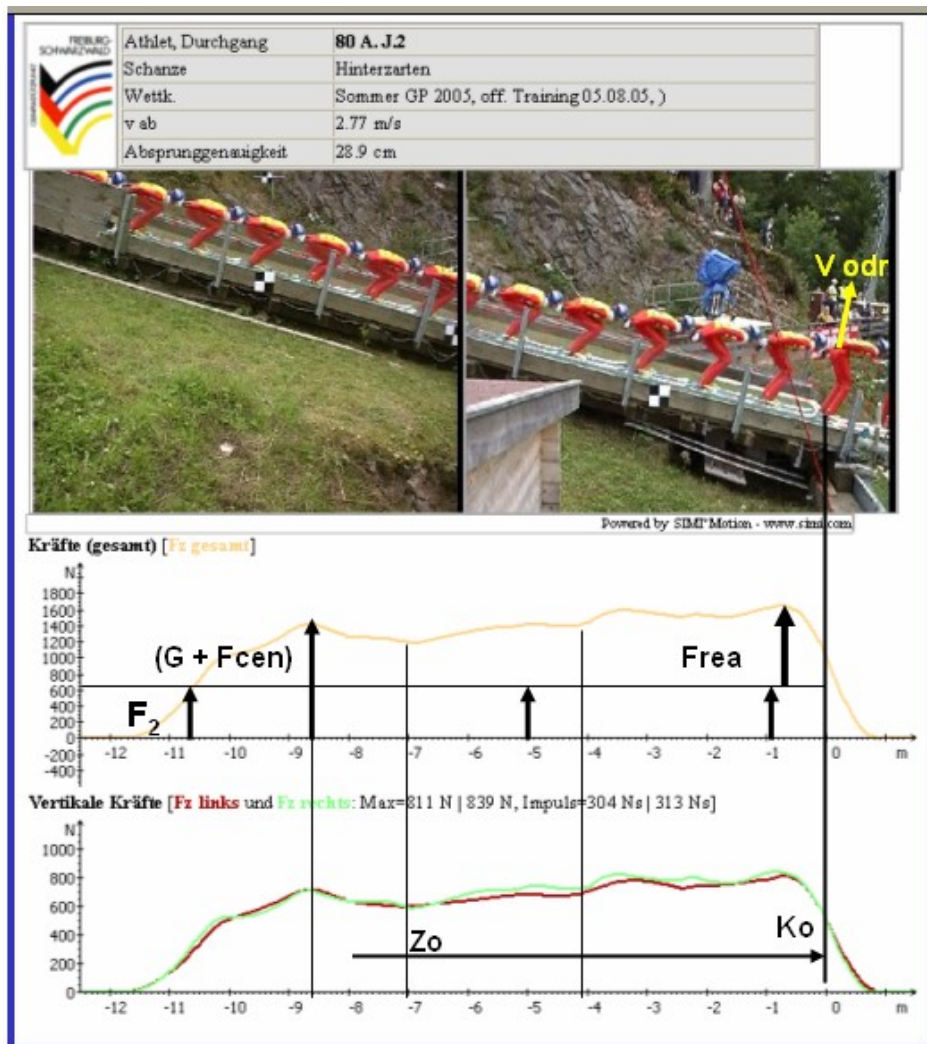 FREIBURG-
SCHWARZWALD
Athlet, Durchgang 80 A. J.2
Schanze Hinterzarten
Wettk. Sommer GP 2005, off. Training 05.08.05, )
v ab 2.77 m/s
Absprunggenauigkeit 28.9 cm
V odr
Powered by SIMI°Motion - www.simi.com
Kräfte (gesamt) [Fz gesamt]
N
1800
1600
1400
1200
1000
800
600
400
200
0
-200
-400
(G + Fcen)
Frea
F₂
-12 -11 -10 -9 -8 -7 -6 -5 -4 -3 -2 -1 0 m
Vertikale Kräfte [Fz links und Fz rechts: Max=811 N | 839 N, Impuls=304 Ns | 313 Ns]
N
1000
800
600
400
200
0
Zo
Ko
-12 -11 -10 -9 -8 -7 -6 -5 -4 -3 -2 -1 0 m